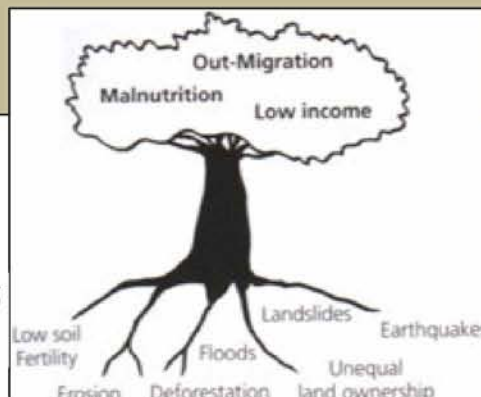 Out-Migration
Malnutrition
Low income
Landslides
Earthquake
Low soil
Fertility
Floods
Unequal
land ownership
Erosion
Deforestation